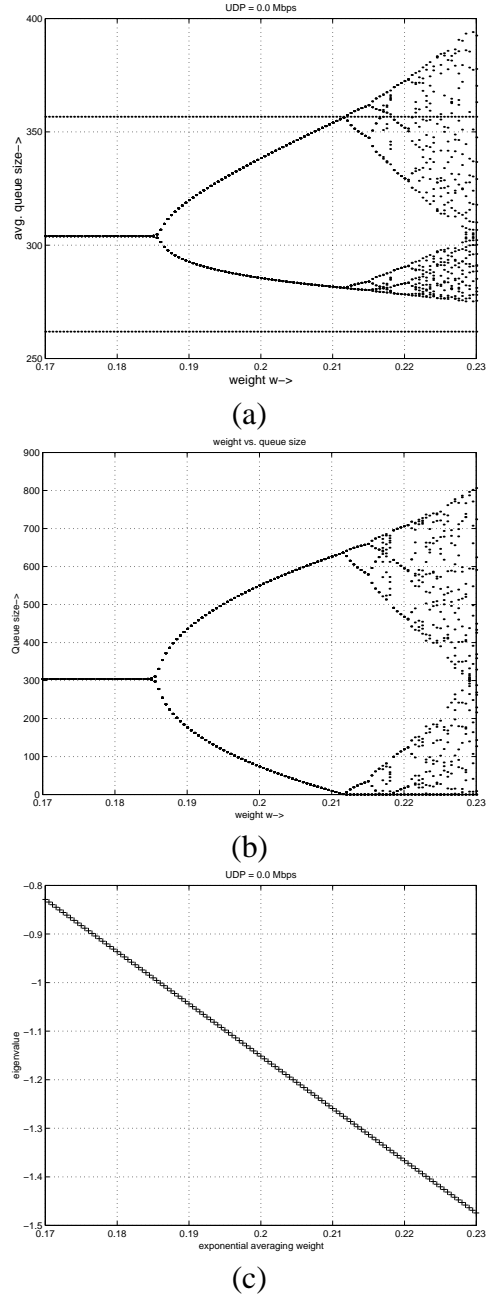 UDP = 0.0 Mbps
400
350
300
250
avg. queue size->
0.17 0.18 0.19 0.2 0.21 0.22 0.23
weight w->
(a)
weight vs. queue size
900
800
700
600
500
400
300
200
100
0
Queue size->
0.17 0.18 0.19 0.2 0.21 0.22 0.23
weight w->
(b)
UDP = 0.0 Mbps
-0.8
-0.9
-1
-1.1
-1.2
-1.3
-1.4
-1.5
eigenvalue
0.17 0.18 0.19 0.2 0.21 0.22 0.23
exponential averaging weight
(c)